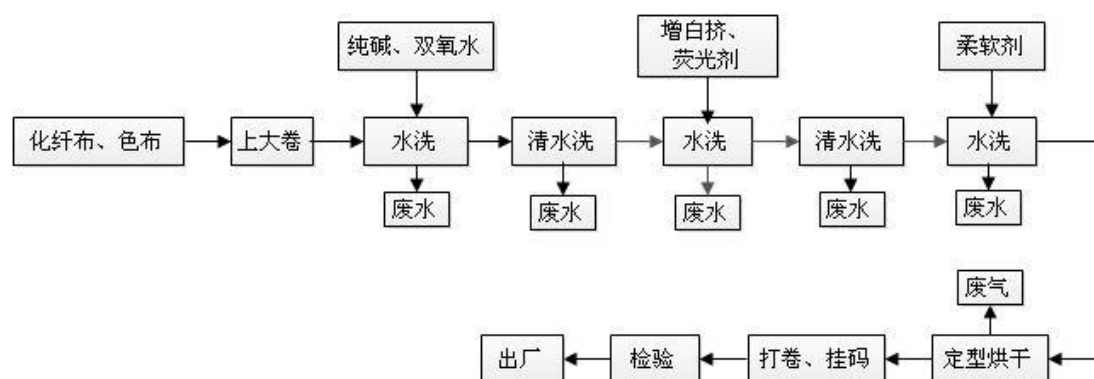 纯碱、双氧水
增白挤、
荧光剂
柔软剂
化纤布、色布
上大卷
水洗
清水洗
水洗
清水洗
水洗
废水
废水
废水
废水
废水
废气
出厂
检验
打卷、挂码
定型烘干